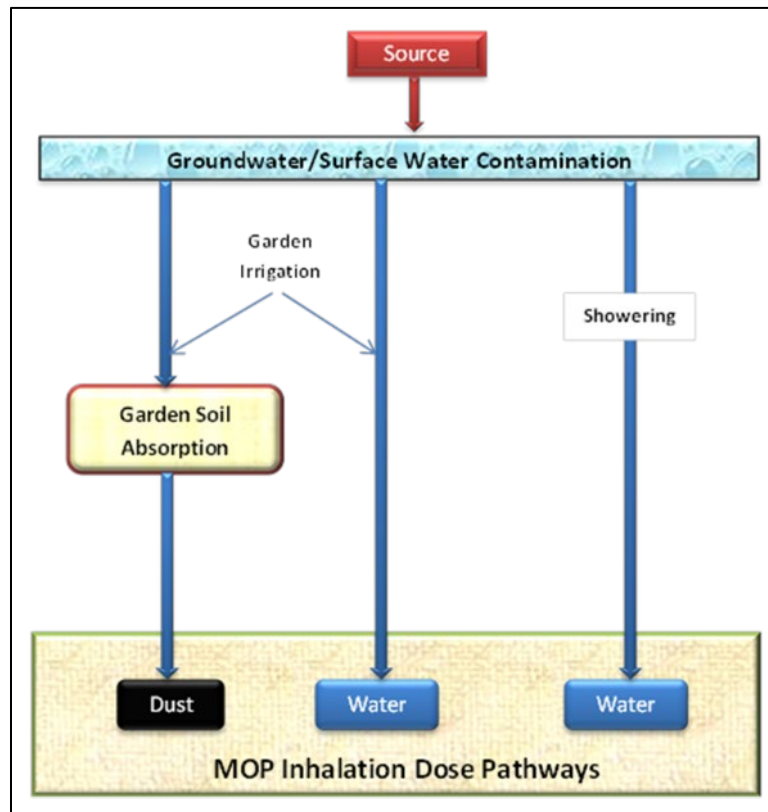 Source
Groundwater/Surface Water Contamination
Garden
Irrigation
Showering
Garden Soil
Absorption
Dust
Water
Water
MOP Inhalation Dose Pathways